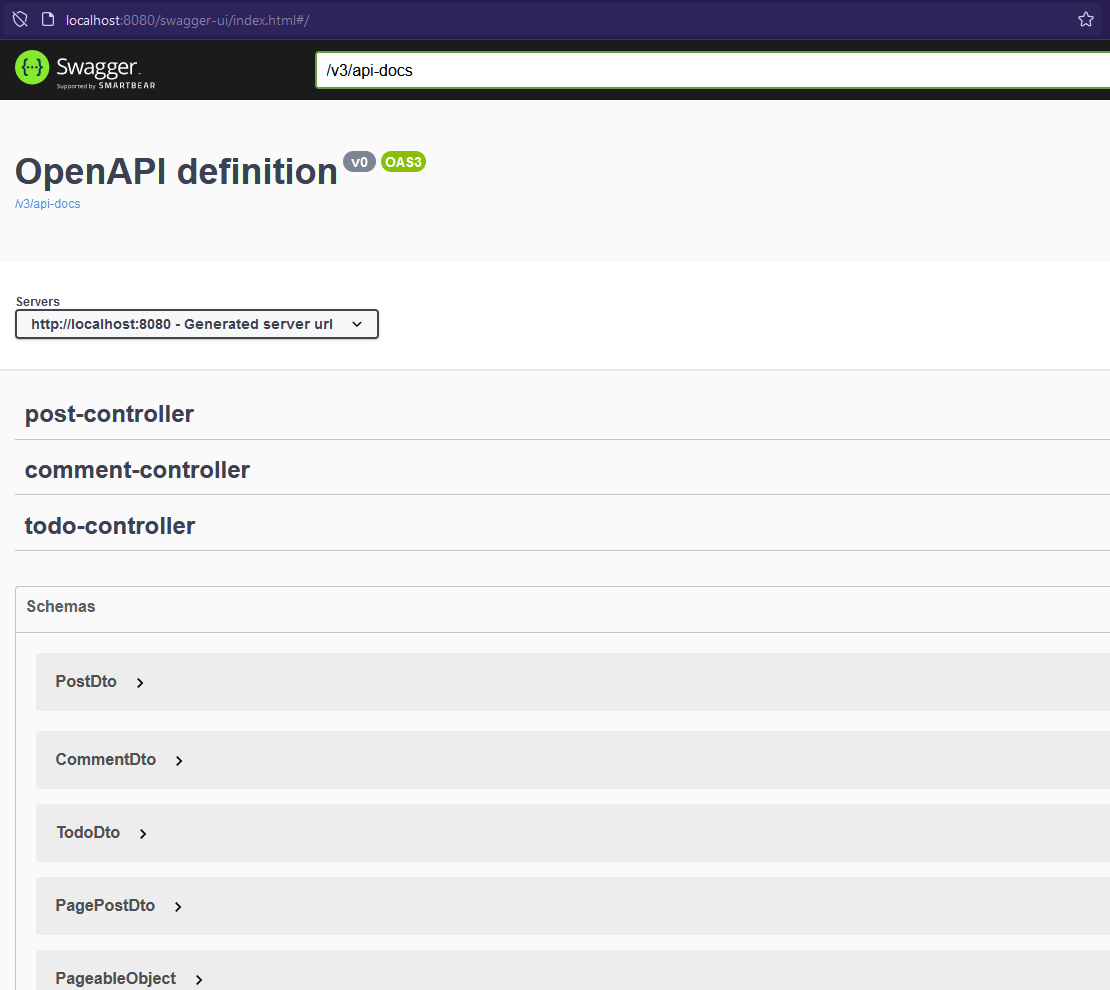 localhost:8080/swagger-ui/index.html#/
{···} Swagger.
Supported by SMARTBEAR
/v3/api-docs
OpenAPI definition v0 OAS3
/v3/api-docs
Servers
http://localhost:8080 - Generated server url
post-controller
comment-controller
todo-controller
Schemas
PostDto
CommentDto
TodoDto
PagePostDto
PageableObject